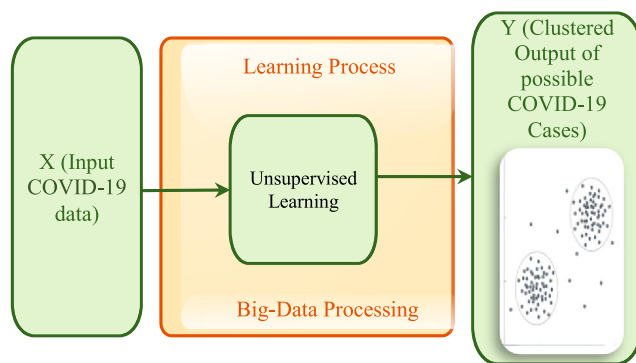 X (Input
COVID-19
data)
Learning Process
Unsupervised
Learning
Big-Data Processing
Y (Clustered
Output of
possible
COVID-19
Cases)